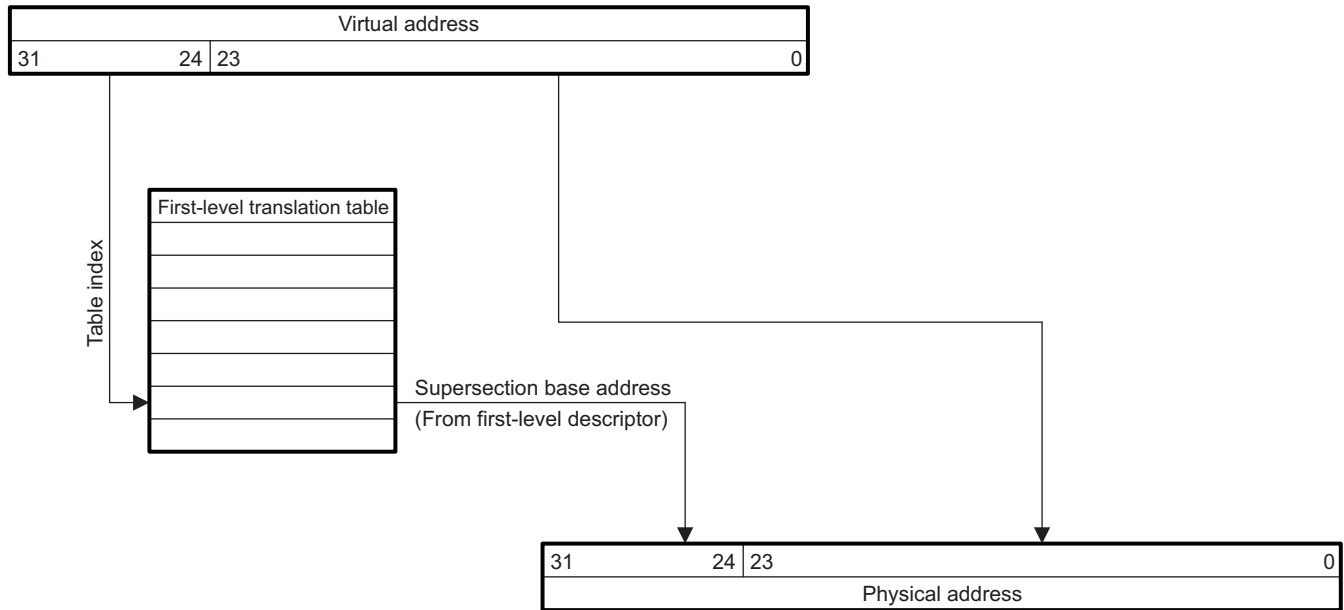 Virtual address
31 24 23 0
First-level translation table
Table index
Supersection base address
(From first-level descriptor)
31 24 23 0
Physical address